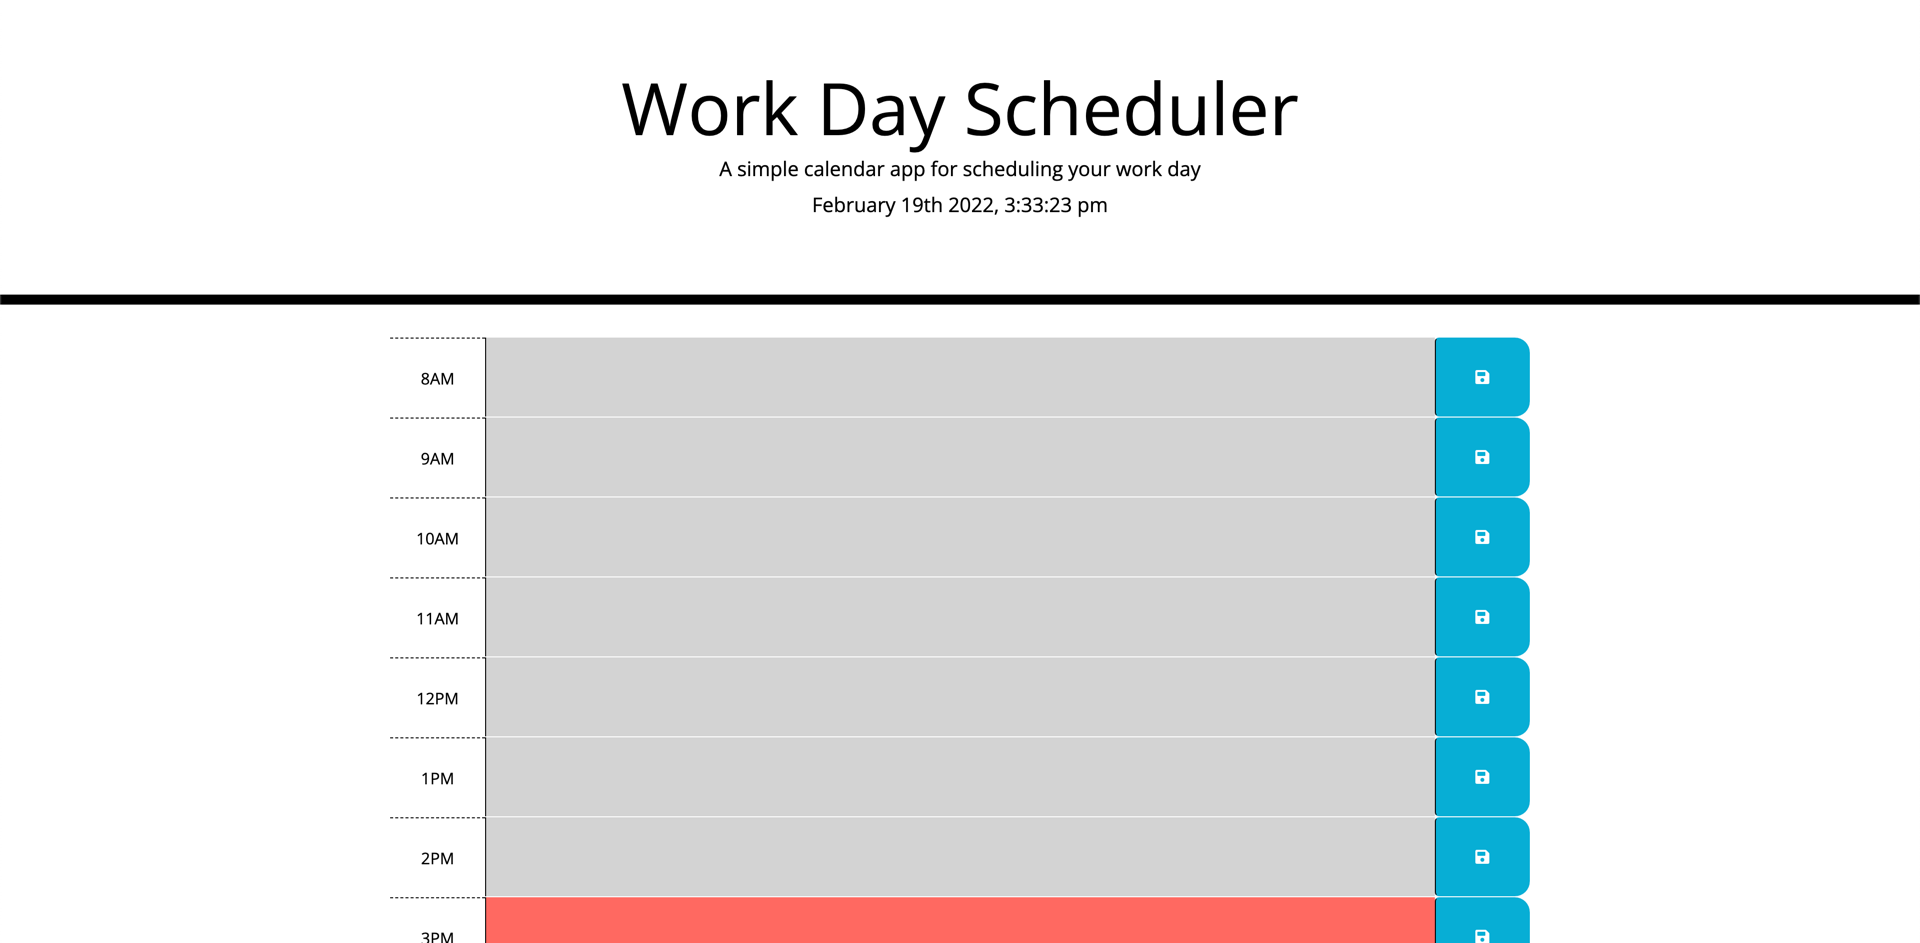 Work Day Scheduler
A simple calendar app for scheduling your work day
February 19th 2022, 3:33:23 pm
8AM
9AM
10AM
11AM
12PM
1PM
2PM
3PM